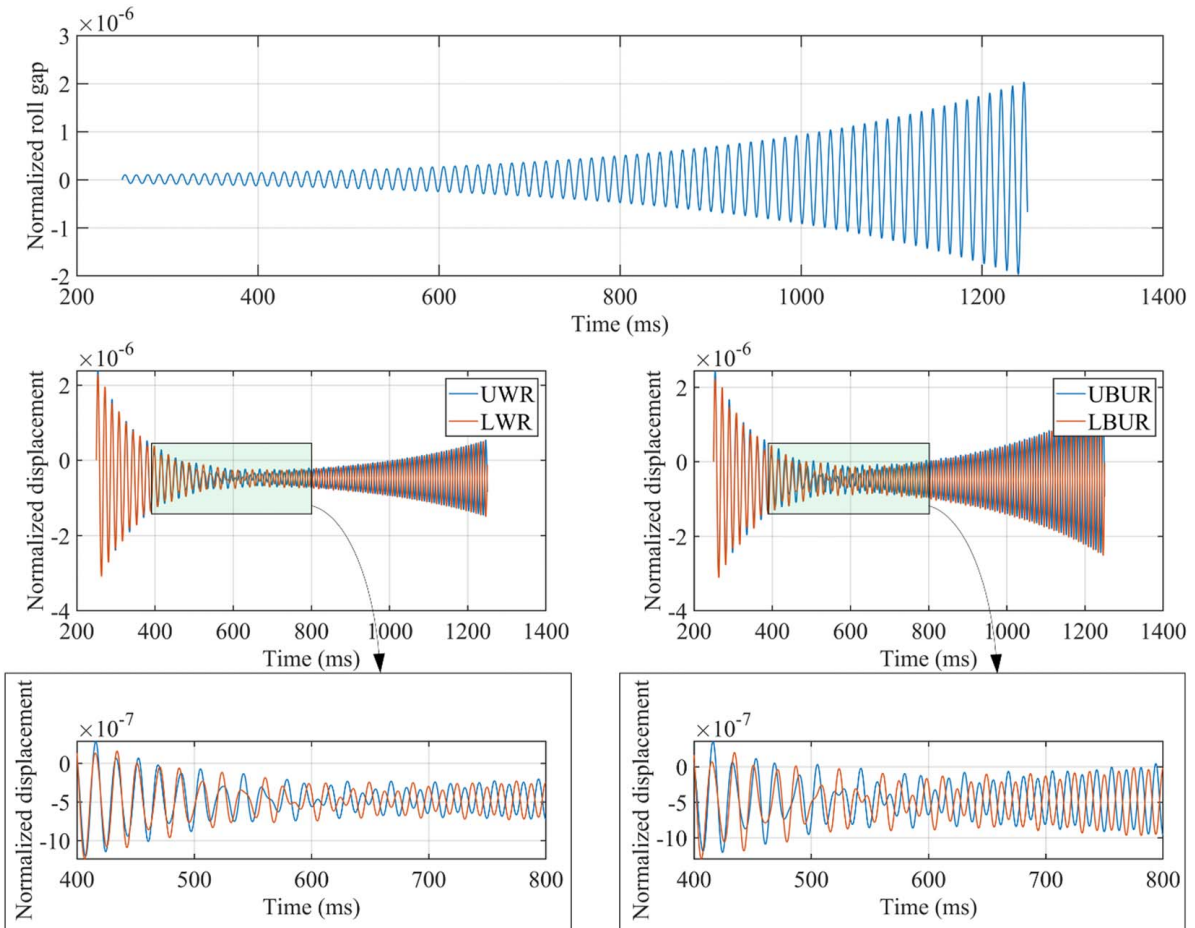 ×10⁻⁶
3
2
1
0
-1
-2
Normalized roll gap
200 400 600 800 1000 1200 1400
Time (ms)
×10⁻⁶
2
0
-2
-4
Normalized displacement
UWR
LWR
200 400 600 800 1000 1200 1400
Time (ms)
×10⁻⁶
2
0
-2
-4
Normalized displacement
UBUR
LBUR
200 400 600 800 1000 1200 1400
Time (ms)
×10⁻⁷
0
-5
-10
Normalized displacement
400 500 600 700 800
Time (ms)
×10⁻⁷
0
-5
-10
Normalized displacement
400 500 600 700 800
Time (ms)